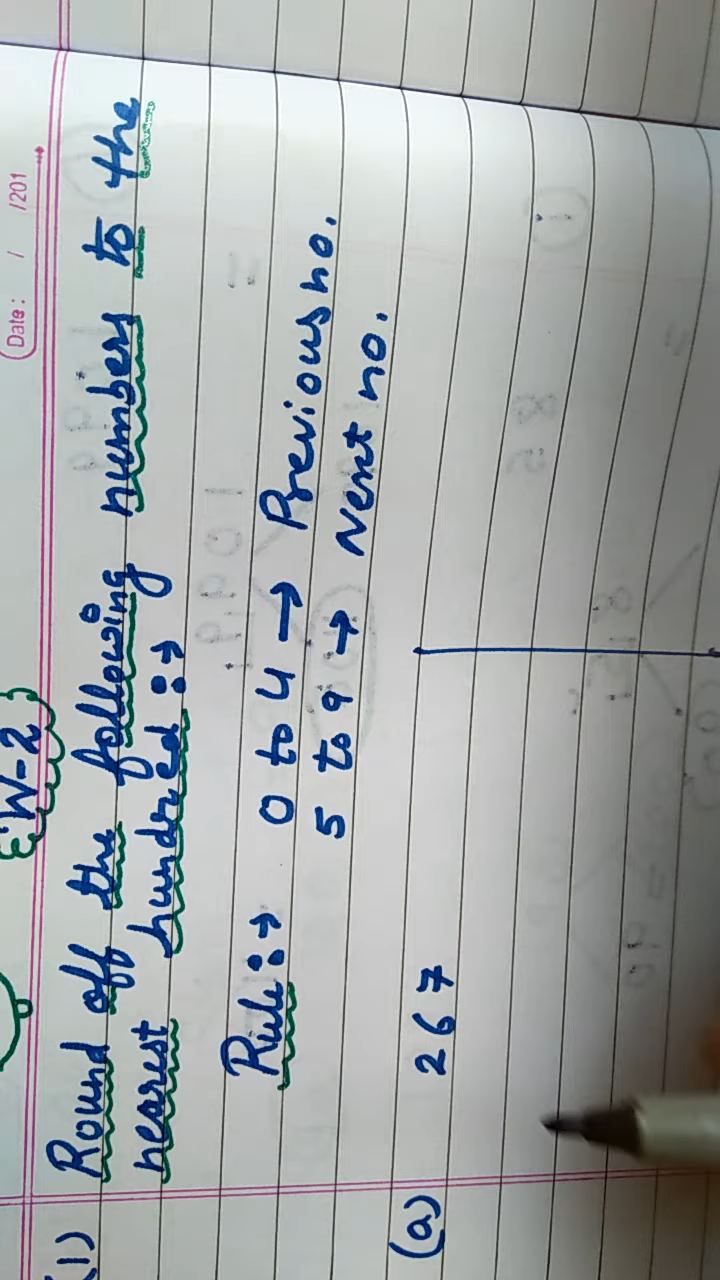 Date: / /201
W-2
(1) Round off the following numbers to the
nearest hundred :→
Rule :→ 0 to 4 → Previous no.
5 to 9 → Next no.
(a) 267